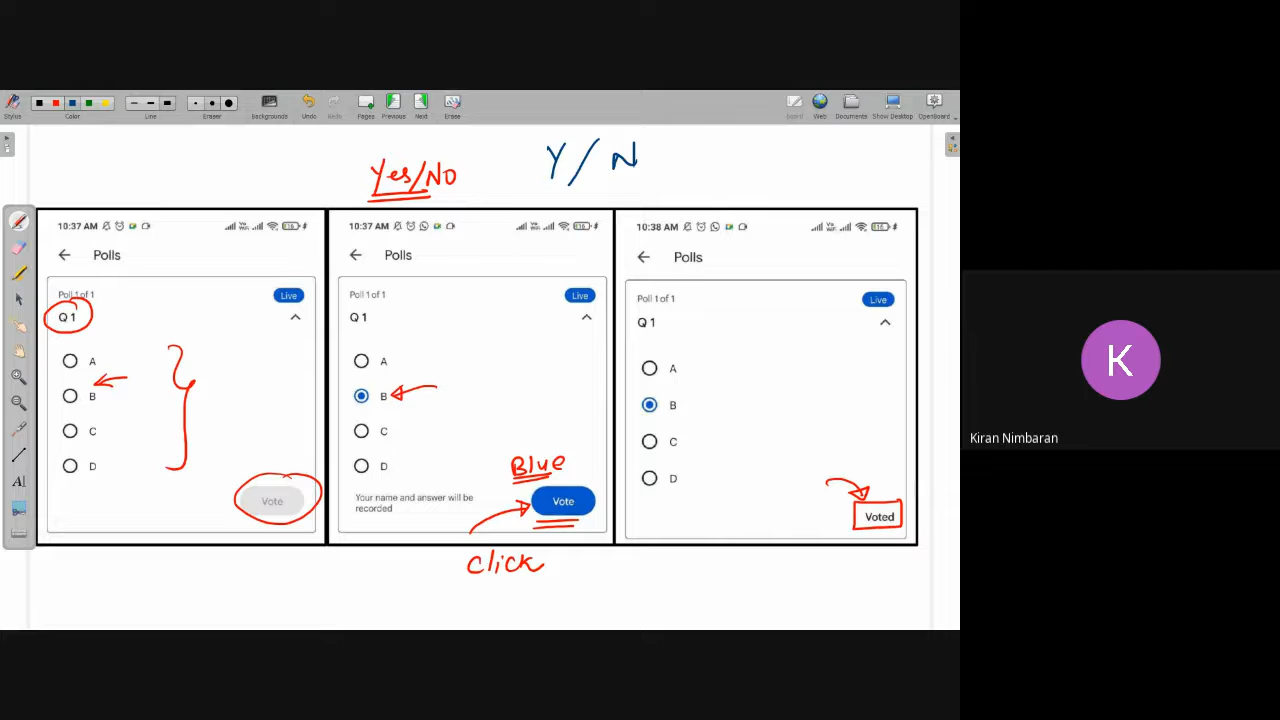 Stylus Color Line Eraser Backgrounds Undo Redo Pages Previous Next Erase Board Web Documents Show Desktop OpenBoard
Yes/No Y/N
10:37 AM
Polls
Poll 1 of 1 Live
Q 1
A
B
C
D
Vote
10:37 AM
Polls
Poll 1 of 1 Live
Q 1
A
B
C
D
Blue
Your name and answer will be
recorded
Vote
click
10:38 AM
Polls
Poll 1 of 1 Live
Q 1
A
B
C
D
Voted
K
Kiran Nimbaran